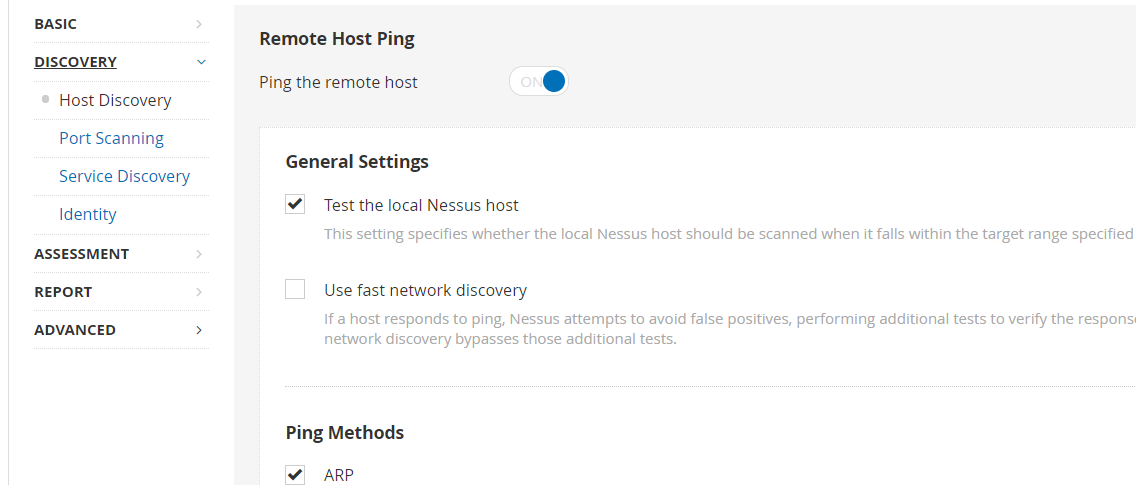 BASIC
DISCOVERY
Host Discovery
Port Scanning
Service Discovery
Identity
ASSESSMENT
REPORT
ADVANCED
Remote Host Ping
Ping the remote host
ON
General Settings
Test the local Nessus host
This setting specifies whether the local Nessus host should be scanned when it falls within the target range specified
Use fast network discovery
If a host responds to ping, Nessus attempts to avoid false positives, performing additional tests to verify the response
network discovery bypasses those additional tests.
Ping Methods
ARP